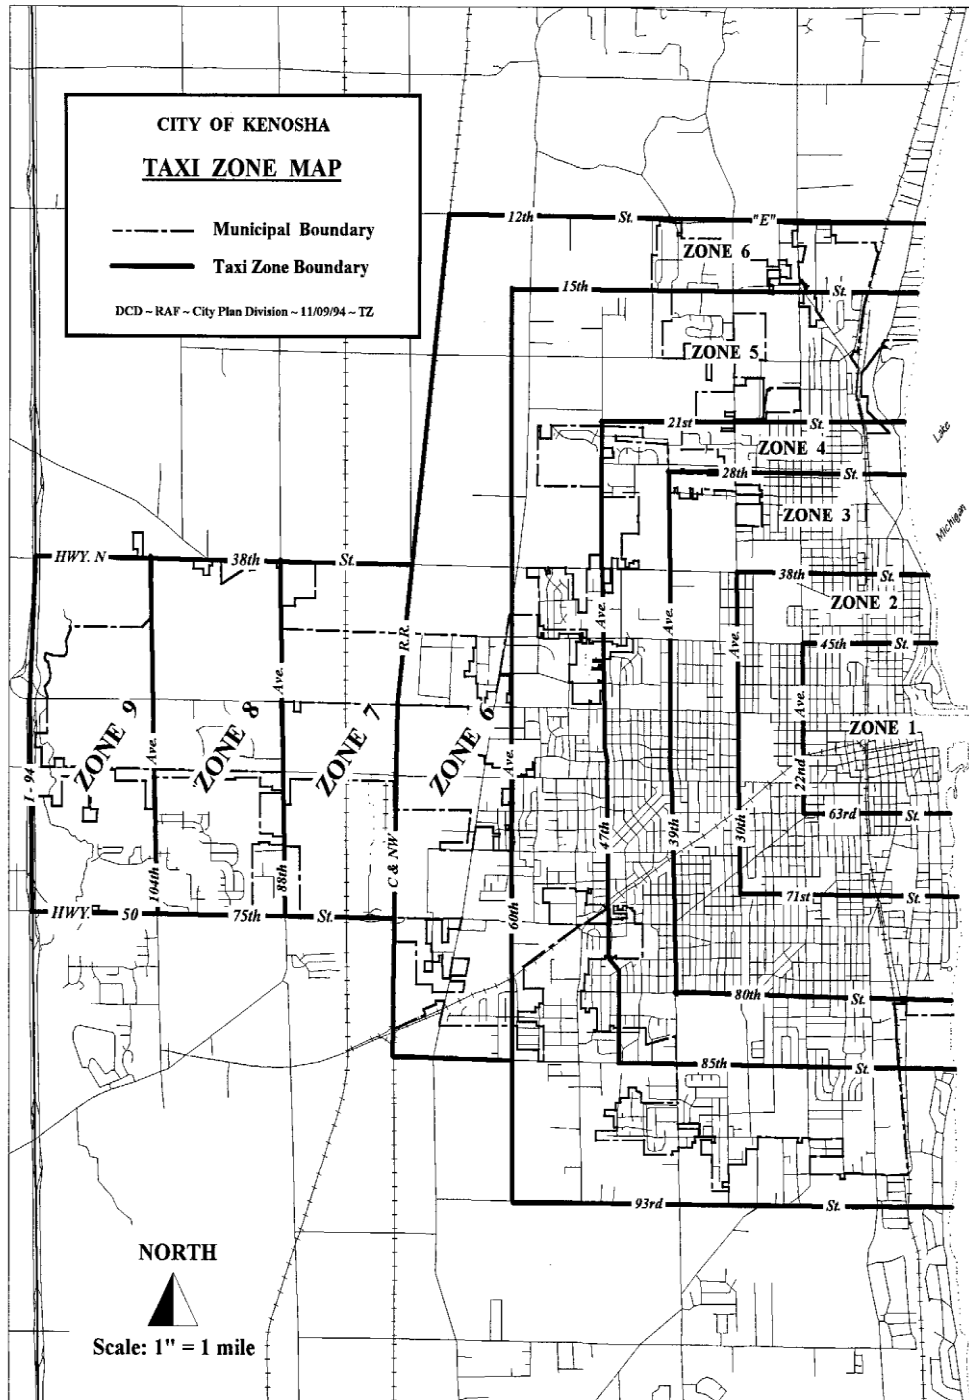 CITY OF KENOSHA
TAXI ZONE MAP
Municipal Boundary
Taxi Zone Boundary
DCD ~ RAF ~ City Plan Division ~ 11/09/94 ~ TZ
12th St. "E"
ZONE 6
15th St.
ZONE 5
21st St.
ZONE 4
28th St.
ZONE 3
Lake
Michigan
HWY. N 38th St.
38th St.
ZONE 2
45th St.
Ave.
Ave.
Ave.
Ave.
R.R.
Ave.
ZONE 9
ZONE 8
ZONE 7
ZONE 6
ZONE 1
Ave.
Ave.
I - 94
22nd
63rd St.
47th
39th
30th
C & NW
104th
88th
71st St.
HWY. 50 75th St.
60th
80th St.
85th St.
93rd St.
NORTH
Scale: 1" = 1 mile